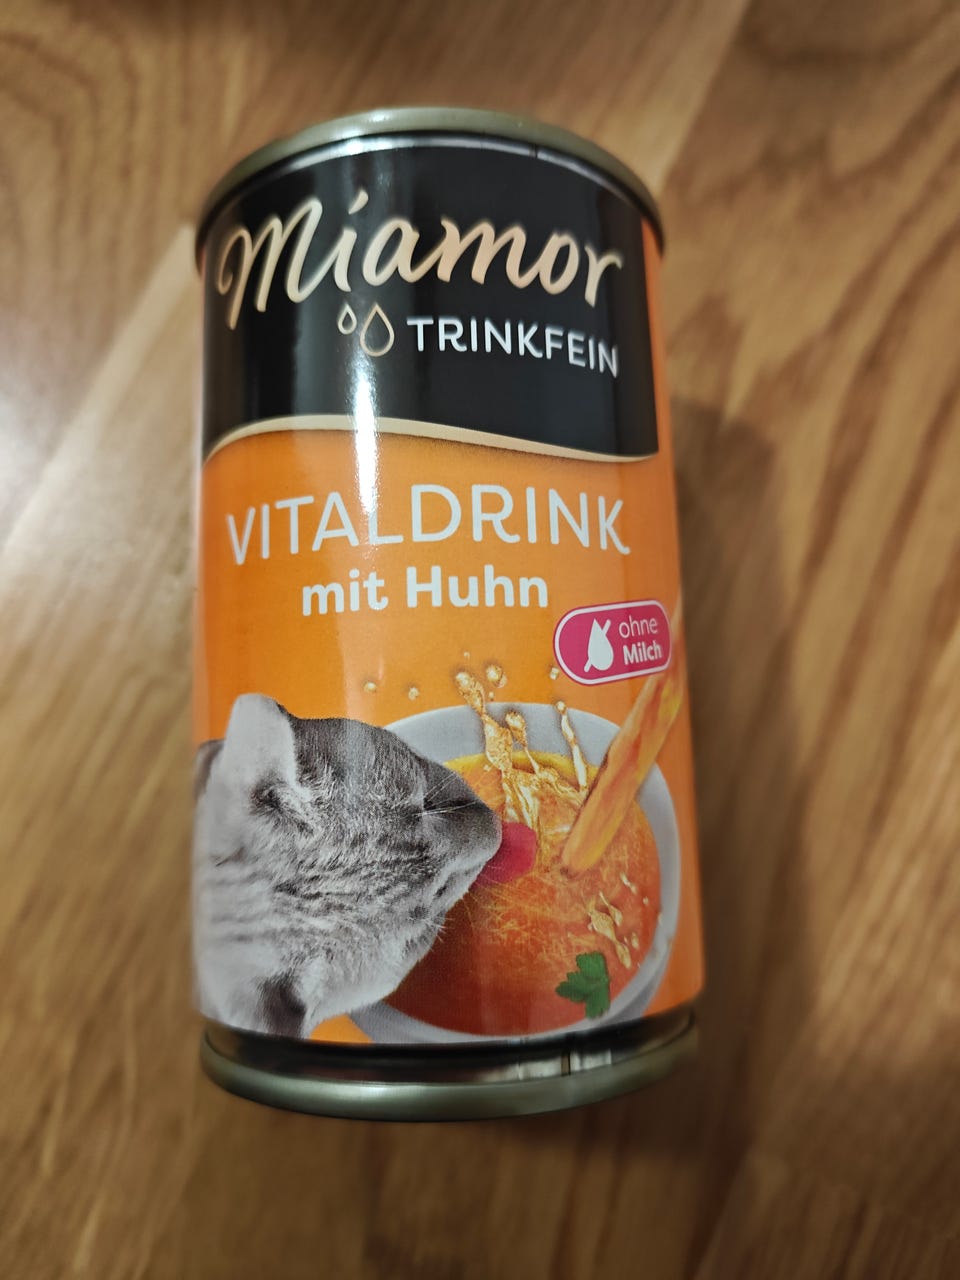 Miamor
TRINKFEIN
VITALDRINK
mit Huhn
ohne
Milch